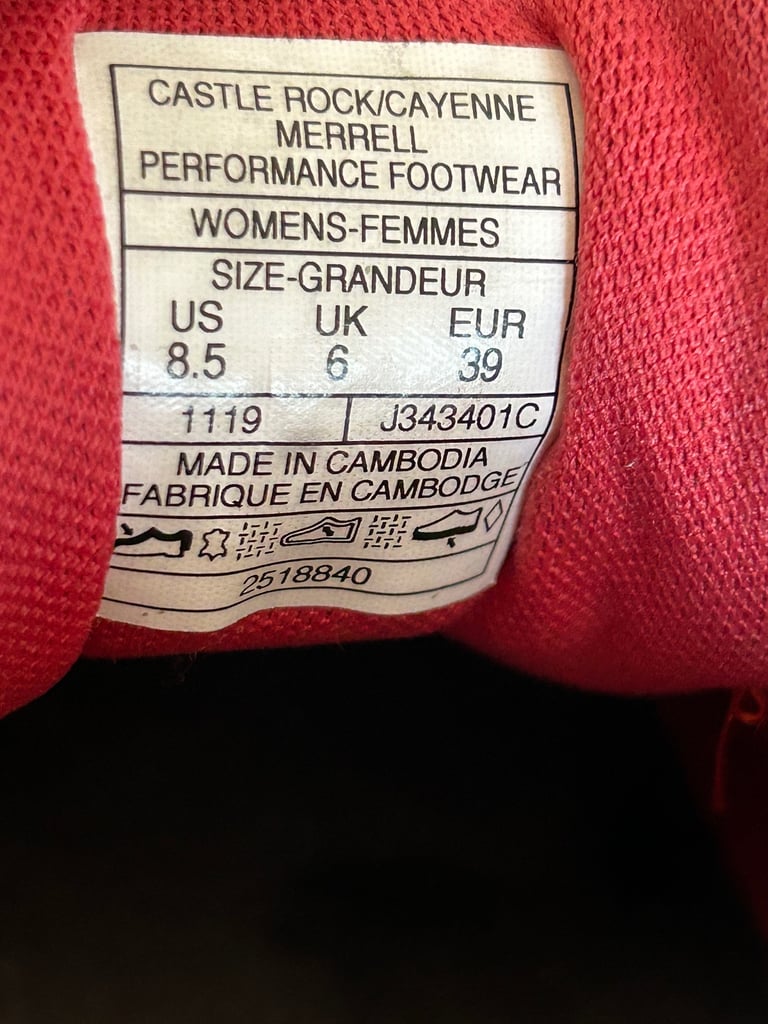 CASTLE ROCK/CAYENNE
MERRELL
PERFORMANCE FOOTWEAR
WOMENS-FEMMES
SIZE-GRANDEUR
US UK EUR
8.5 6 39
1119 J343401C
MADE IN CAMBODIA
FABRIQUE EN CAMBODGE
2518840